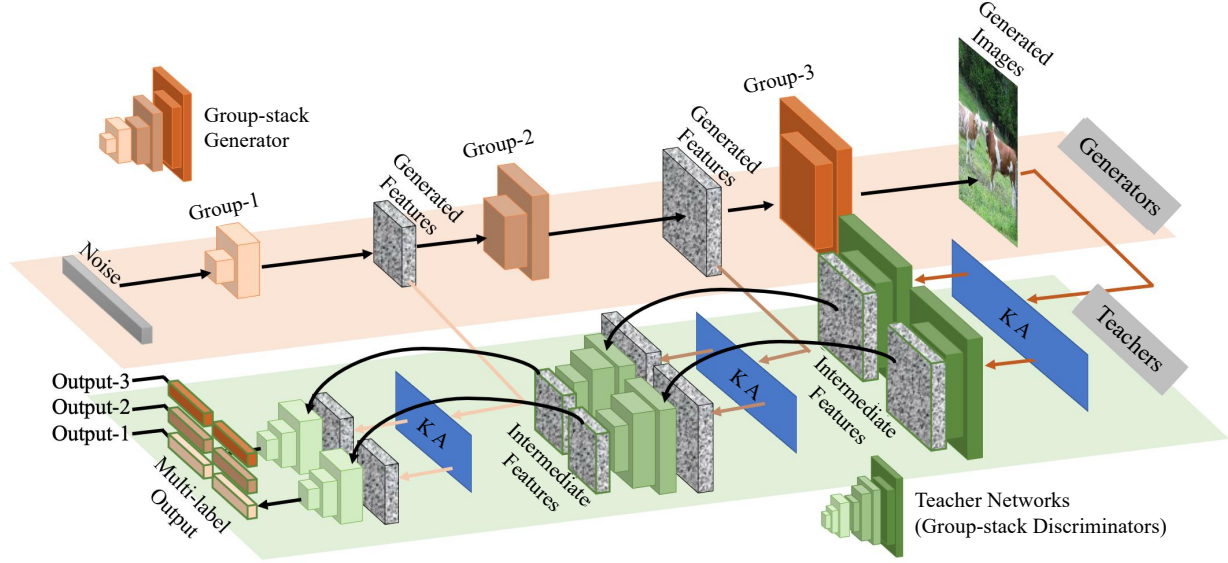 Generated
Images
Group-3
Group-stack
Generator
Generated
Features
Group-2
Generated
Features
Group-1
Noise
Generators
K A
Teachers
K A
K A
Intermediate
Features
Intermediate
Features
Output-3
Output-2
Output-1
Multi-label
Output
Teacher Networks
(Group-stack Discriminators)